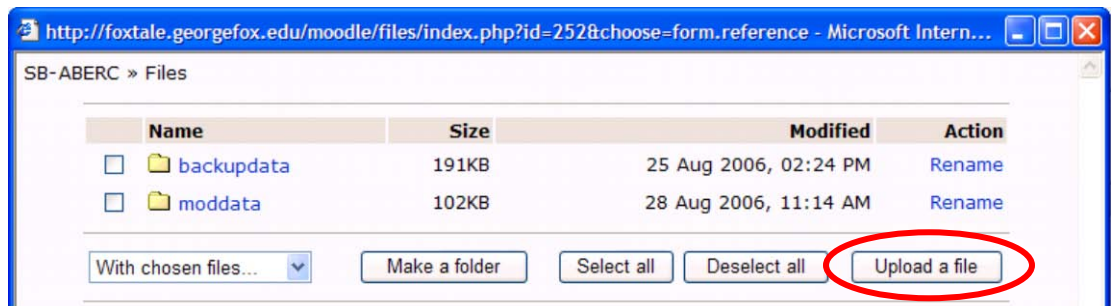 http://foxtale.georgefox.edu/moodle/files/index.php?id=252&choose=form.reference - Microsoft Intern...
SB-ABERC » Files
Name Size Modified Action
backupdata 191KB 25 Aug 2006, 02:24 PM Rename
moddata 102KB 28 Aug 2006, 11:14 AM Rename
With chosen files... Make a folder Select all Deselect all Upload a file